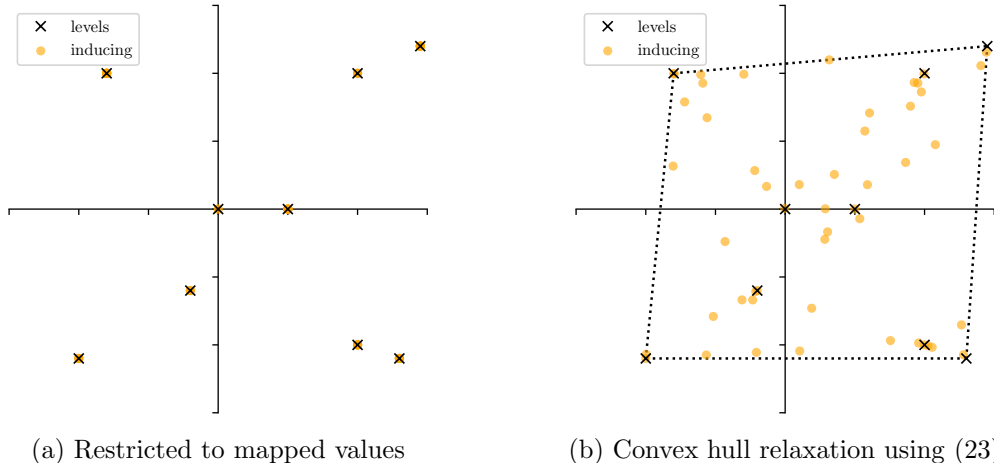 levels
inducing
levels
inducing
(a) Restricted to mapped values
(b) Convex hull relaxation using (23)